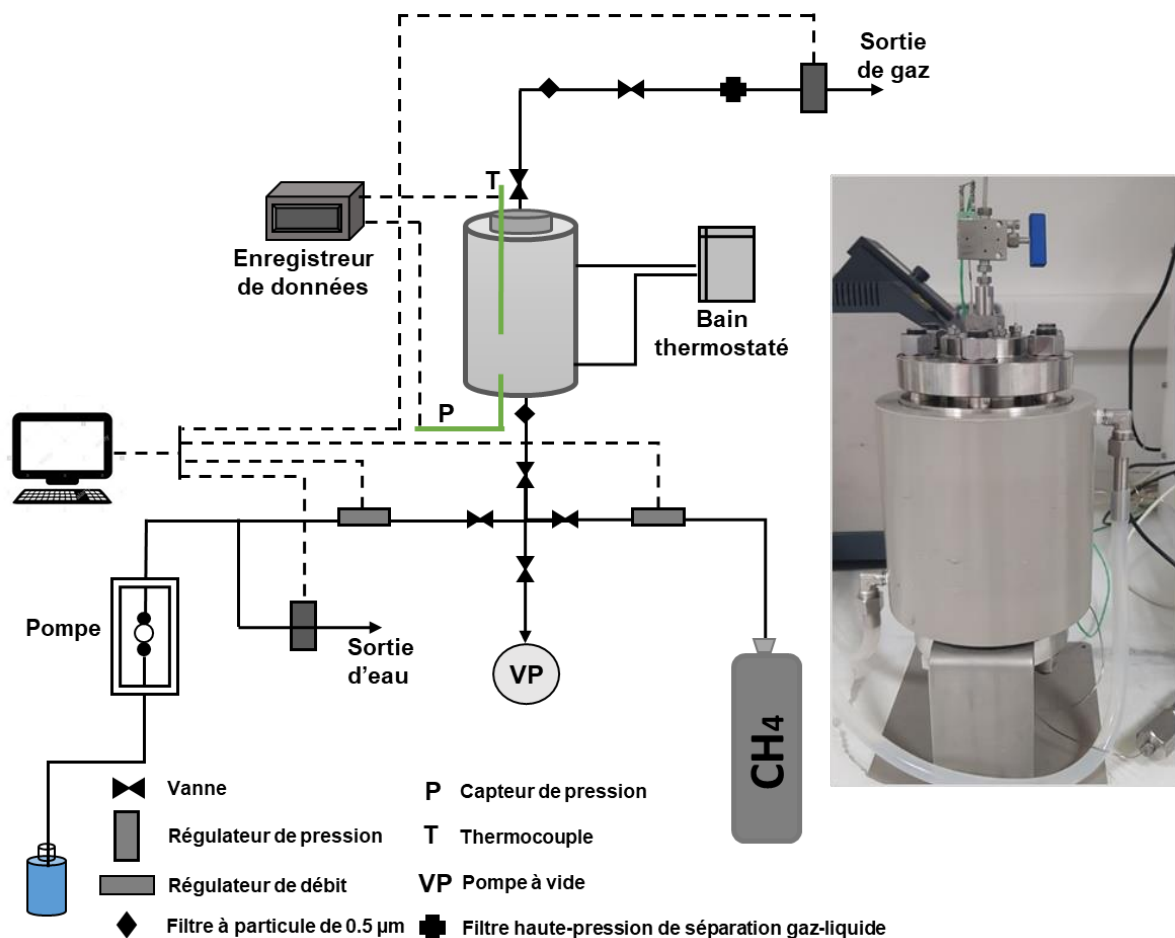 Sortie
de gaz
T
Enregistreur
de données
Bain
thermostaté
P
Pompe
Sortie
d'eau
VP
CH4
Vanne
P Capteur de pression
Régulateur de pression
T Thermocouple
Régulateur de débit
VP Pompe à vide
Filtre à particule de 0.5 µm
Filtre haute-pression de séparation gaz-liquide